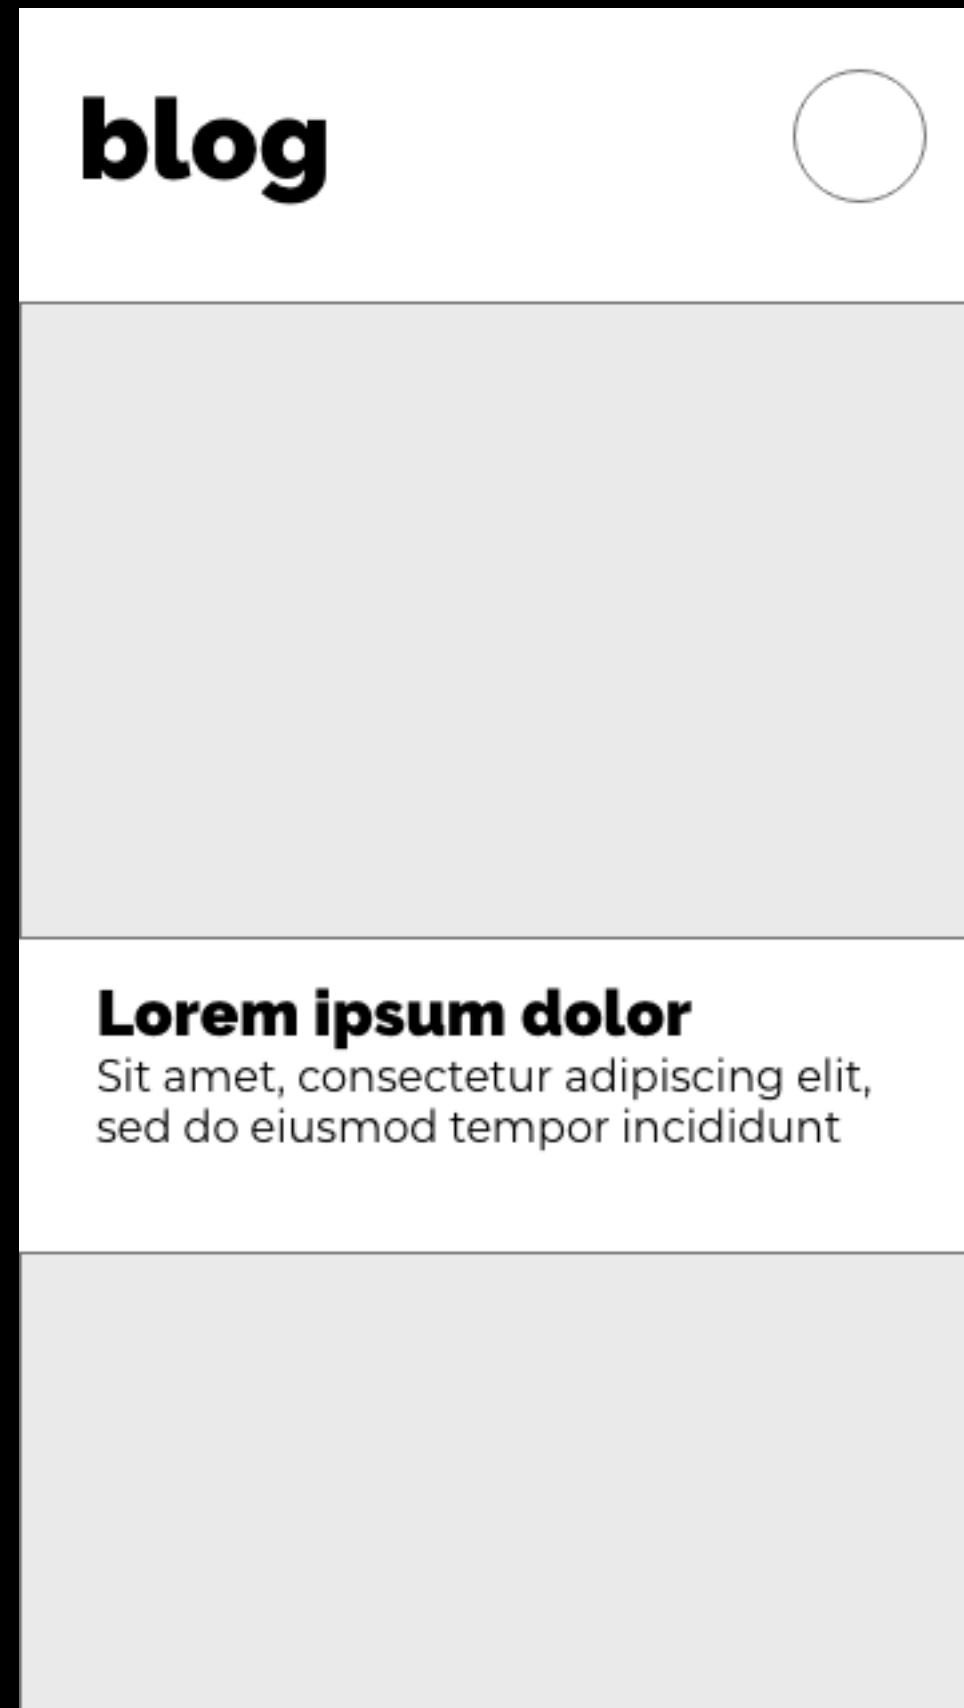 blog
Lorem ipsum dolor
Sit amet, consectetur adipiscing elit,
sed do eiusmod tempor incididunt